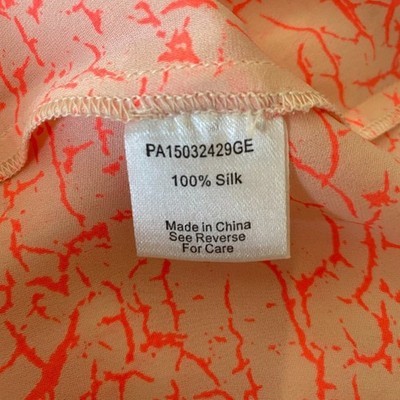 PA15032429GE
100% Silk
Made in China
See Reverse
For Care